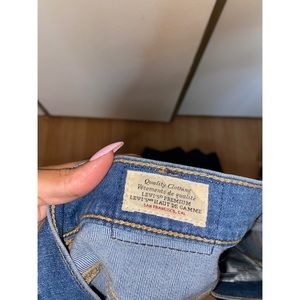 Quality Clothing
Vêtements de qualité
LEVI'S® PREMIUM
LEVI'S® HAUT DE GAMME
SAN FRANCISCO, CAL.